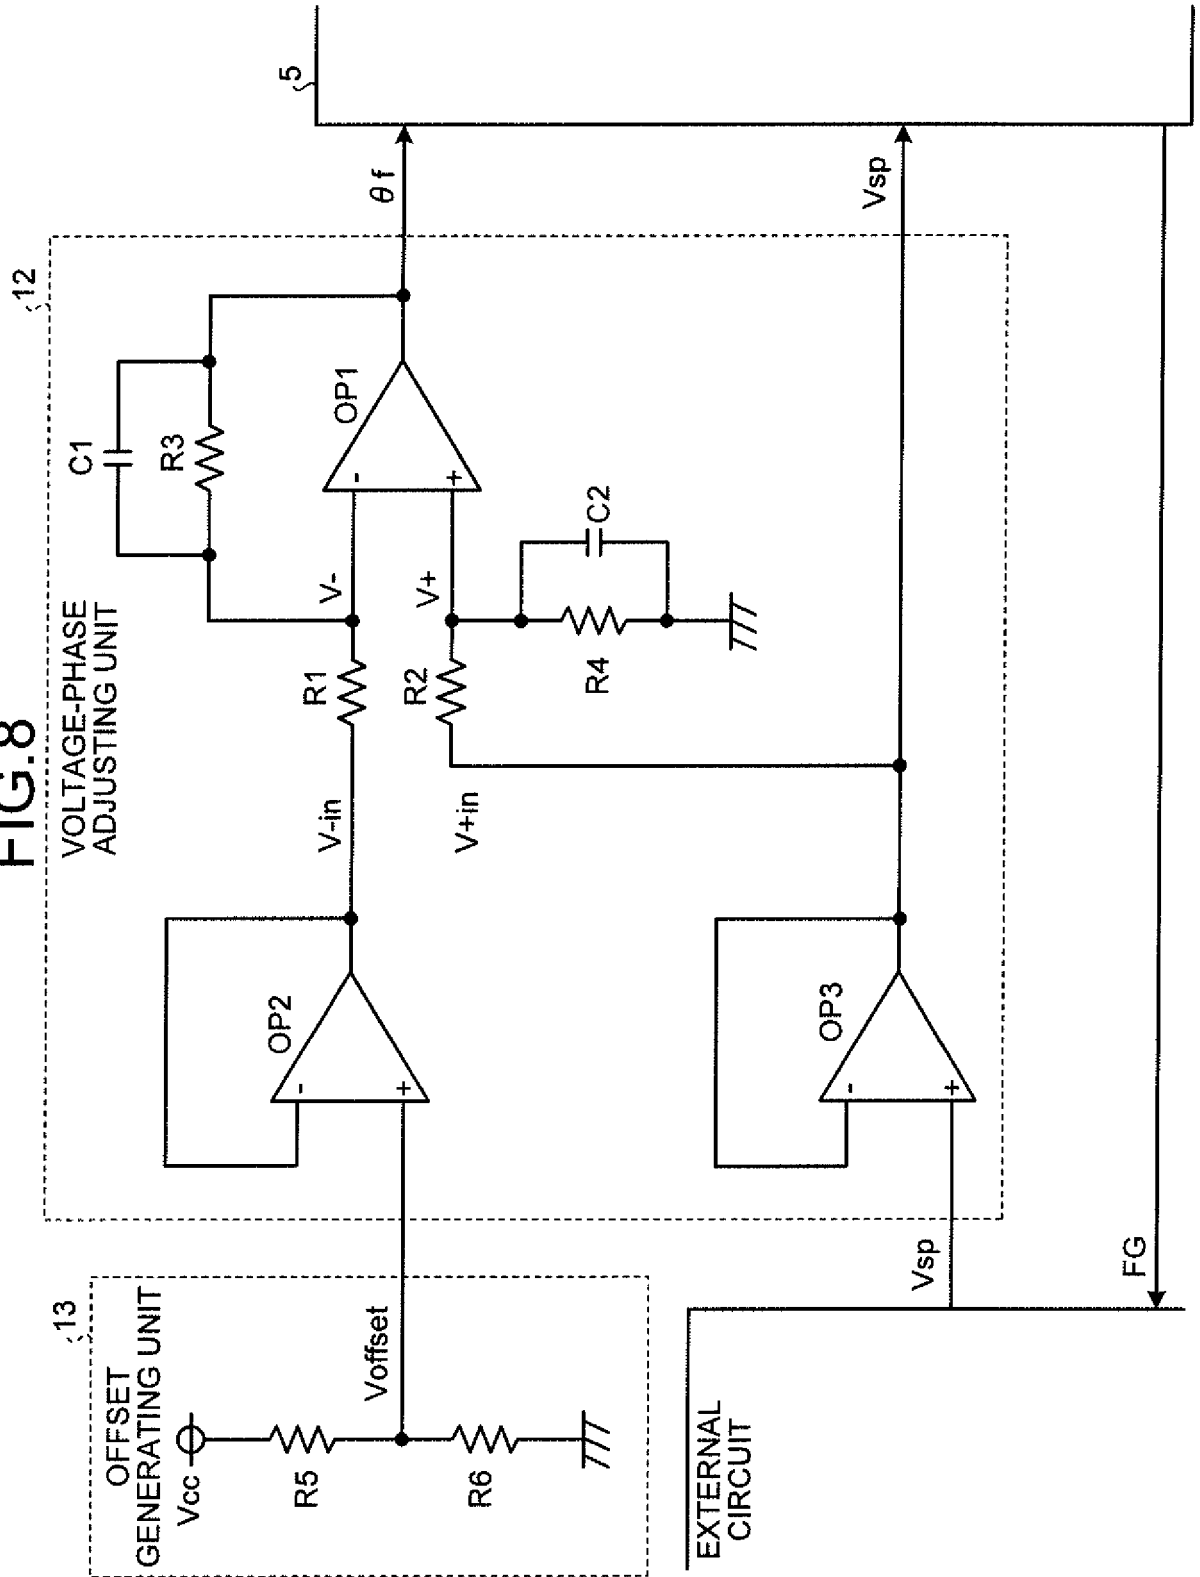 FIG.8
VOLTAGE-PHASE
ADJUSTING UNIT
12
5
C1
R3
OP1
-
+
θf
V-
V+
R1
R2
R4
C2
V-in
V+in
OP2
-
+
OP3
-
+
Vsp
13
OFFSET
GENERATING UNIT
Vcc
R5
R6
Voffset
Vsp
FG
EXTERNAL
CIRCUIT